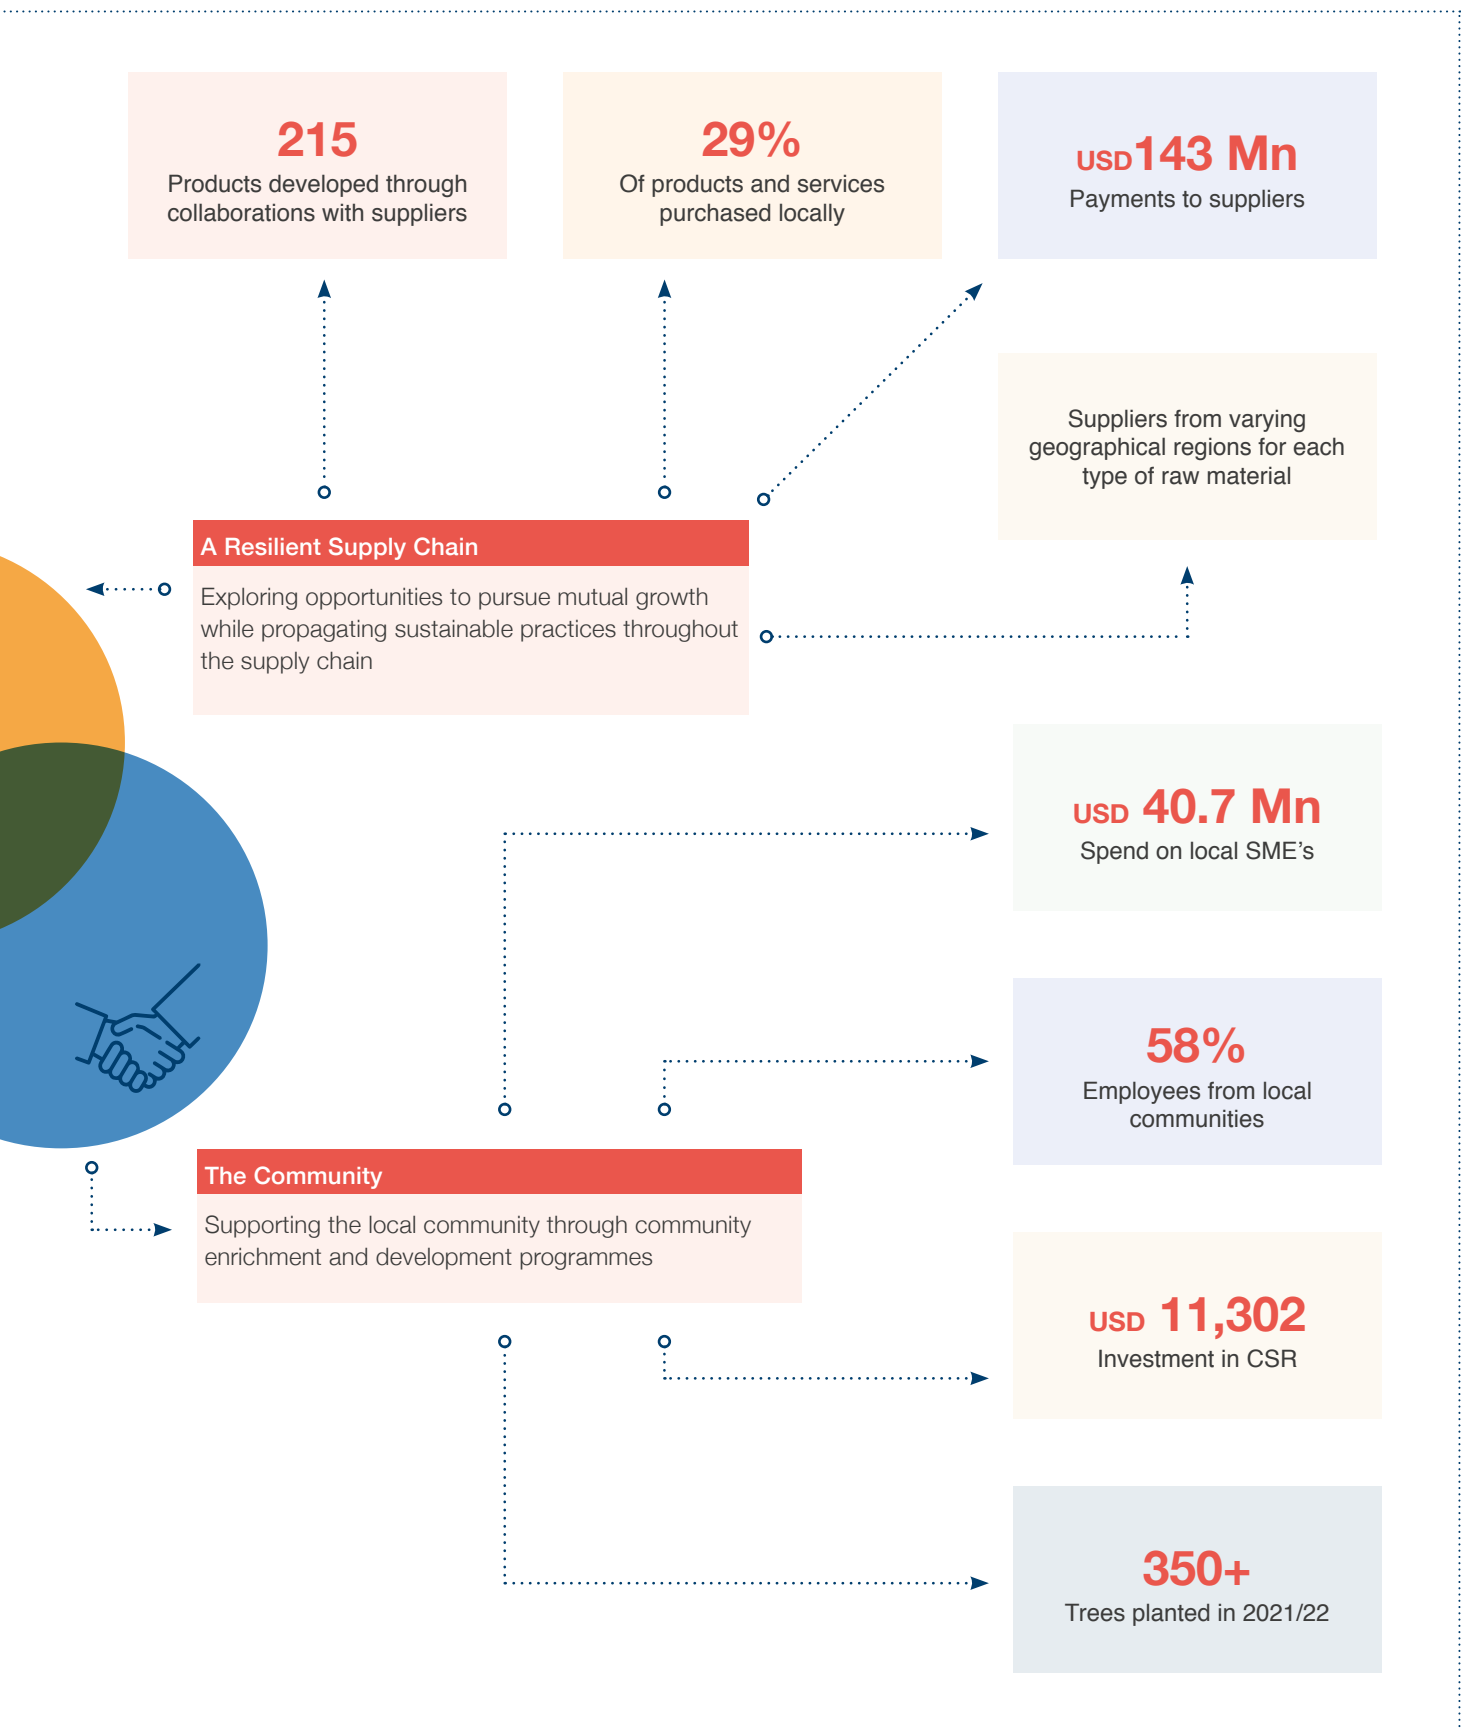 215
Products developed through
collaborations with suppliers
29%
Of products and services
purchased locally
USD143 Mn
Payments to suppliers
Suppliers from varying
geographical regions for each
type of raw material
A Resilient Supply Chain
Exploring opportunities to pursue mutual growth
while propagating sustainable practices throughout
the supply chain
USD 40.7 Mn
Spend on local SME’s
58%
Employees from local
communities
The Community
Supporting the local community through community
enrichment and development programmes
USD 11,302
Investment in CSR
350+
Trees planted in 2021/22